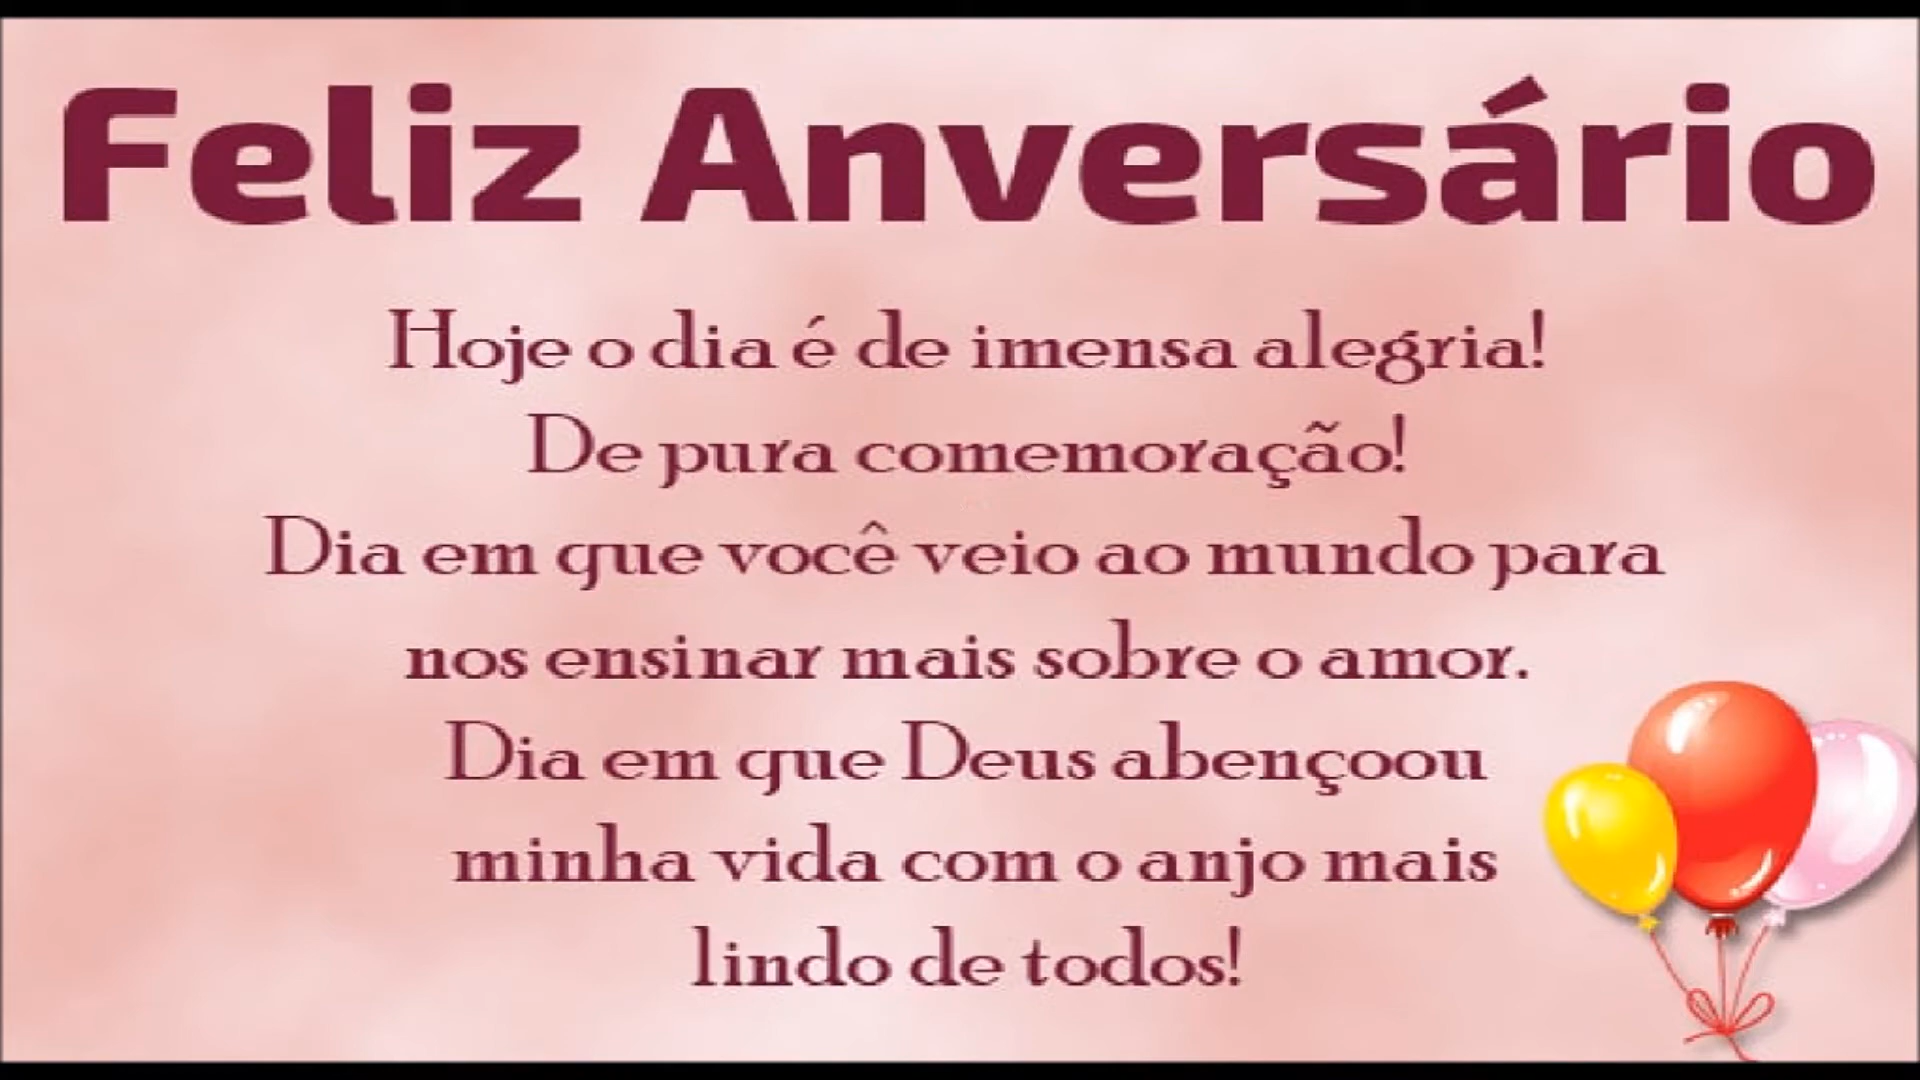 Feliz Anversário
Hoje o dia é de imensa alegria!
De pura comemoração!
Dia em que você veio ao mundo para
nos ensinar mais sobre o amor.
Dia em que Deus abençoou
minha vida com o anjo mais
lindo de todos!